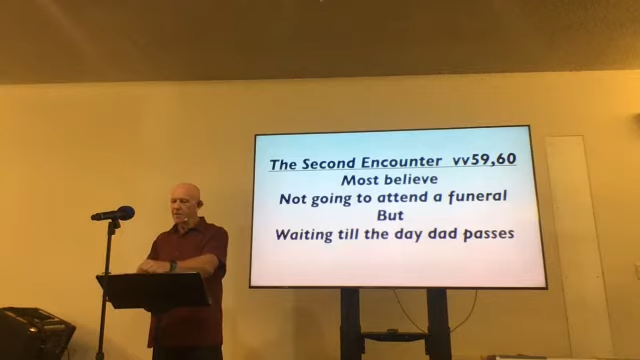 The Second Encounter vv59,60
Most believe
Not going to attend a funeral
But
Waiting till the day dad passes